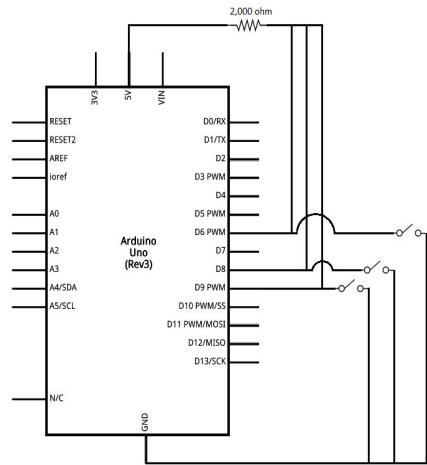 2,000 ohm
3V3
5V
VIN
RESET
RESET2
AREF
ioref
A0
A1
A2
A3
A4/SDA
A5/SCL
N/C
Arduino
Uno
(Rev3)
D0/RX
D1/TX
D2
D3 PWM
D4
D5 PWM
D6 PWM
D7
D8
D9 PWM
D10 PWM/SS
D11 PWM/MOSI
D12/MISO
D13/SCK
GND